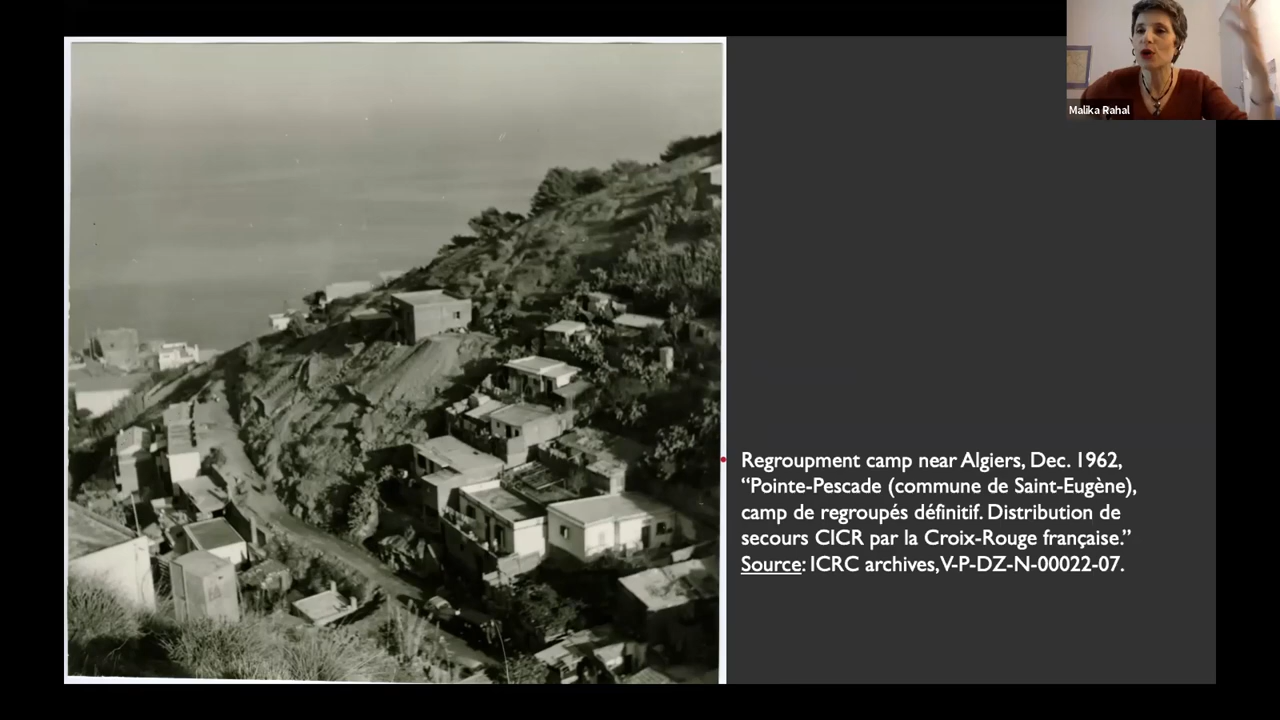 Malika Rahal
Regroupment camp near Algiers, Dec. 1962,
“Pointe-Pescade (commune de Saint-Eugène),
camp de regroupés définitif. Distribution de
secours CICR par la Croix-Rouge française.”
Source: ICRC archives,V-P-DZ-N-00022-07.